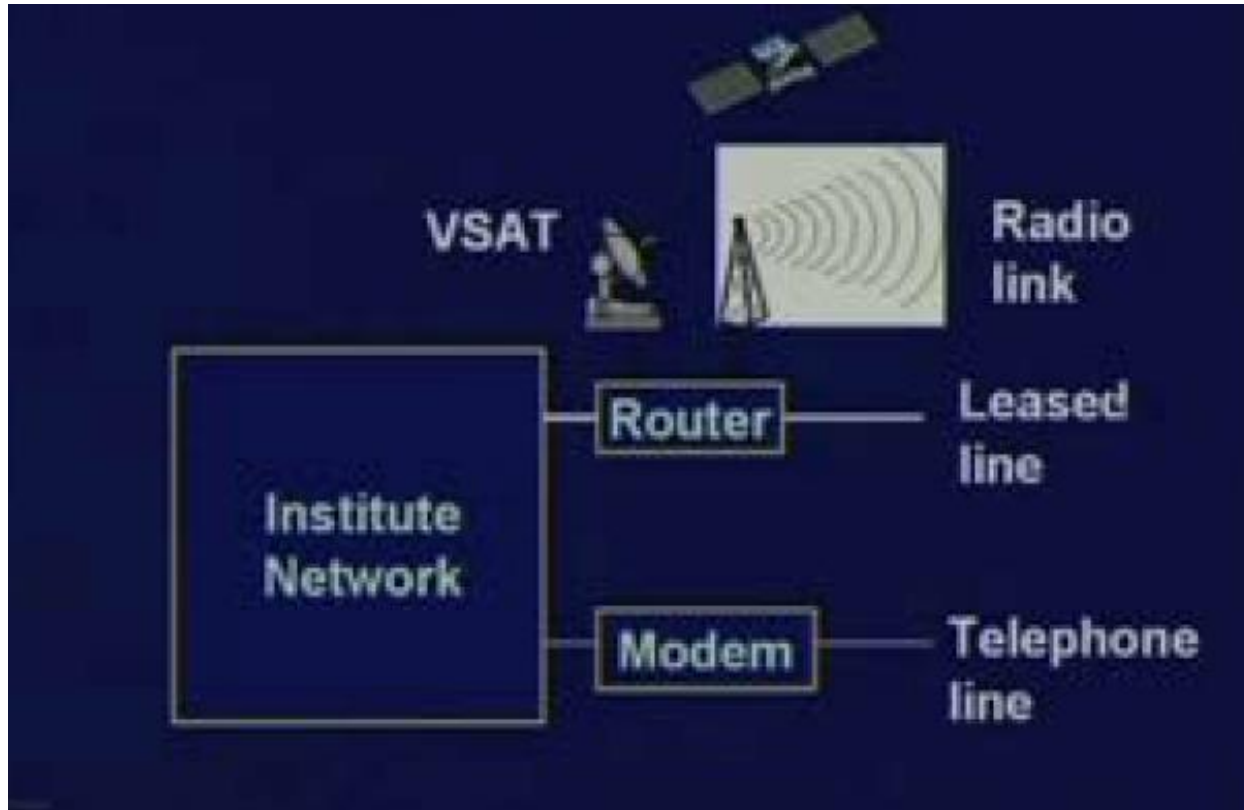 VSAT
Radio
link
Router
Leased
line
Institute
Network
Modem
Telephone
line